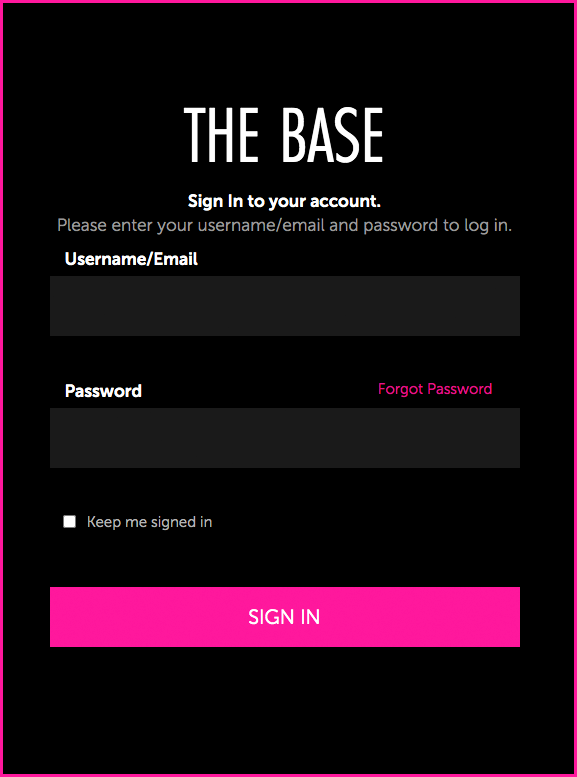 THE BASE
Sign In to your account.
Please enter your username/email and password to log in.
Username/Email
Password
Forgot Password
Keep me signed in
SIGN IN